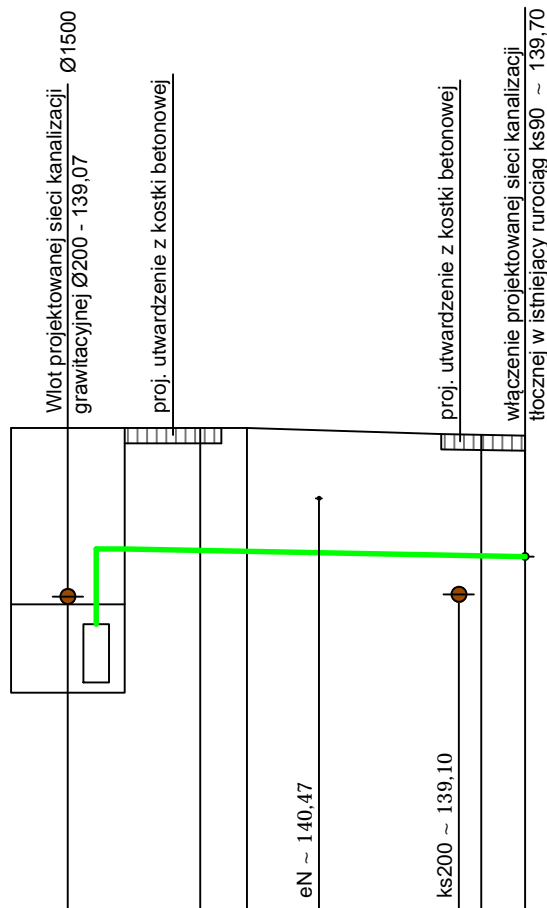 Wlot projektowanej sieci kanalizacji Ø1500
grawitacyjnej Ø200 - 139,07
proj. utwardzenie z kostki betonowej
eN ~ 140,47
ks200 ~ 139,10
proj. utwardzenie z kostki betonowej
włączenie projektowanej sieci kanalizacji
tłocznej w istniejący rurociąg ks90 ~ 139,70